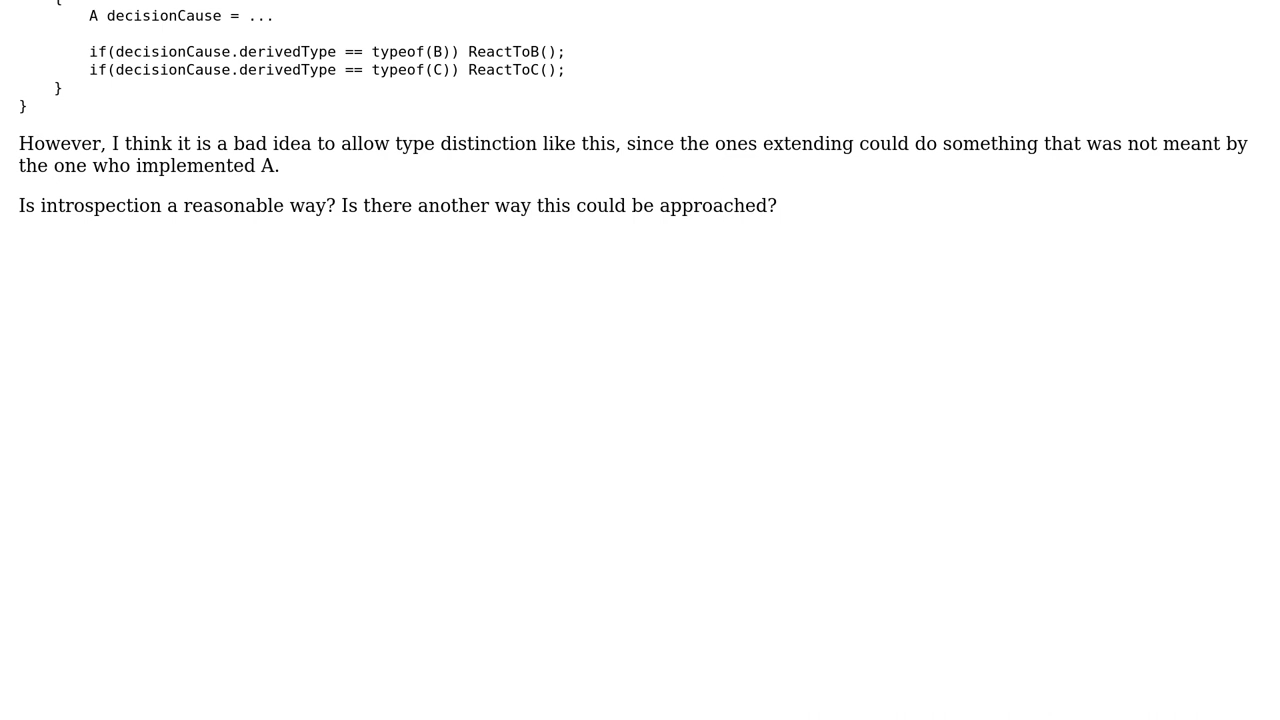 {
A decisionCause = ...
if(decisionCause.derivedType == typeof(B)) ReactToB();
if(decisionCause.derivedType == typeof(C)) ReactToC();
}
}
However, I think it is a bad idea to allow type distinction like this, since the ones extending could do something that was not meant by
the one who implemented A.
Is introspection a reasonable way? Is there another way this could be approached?